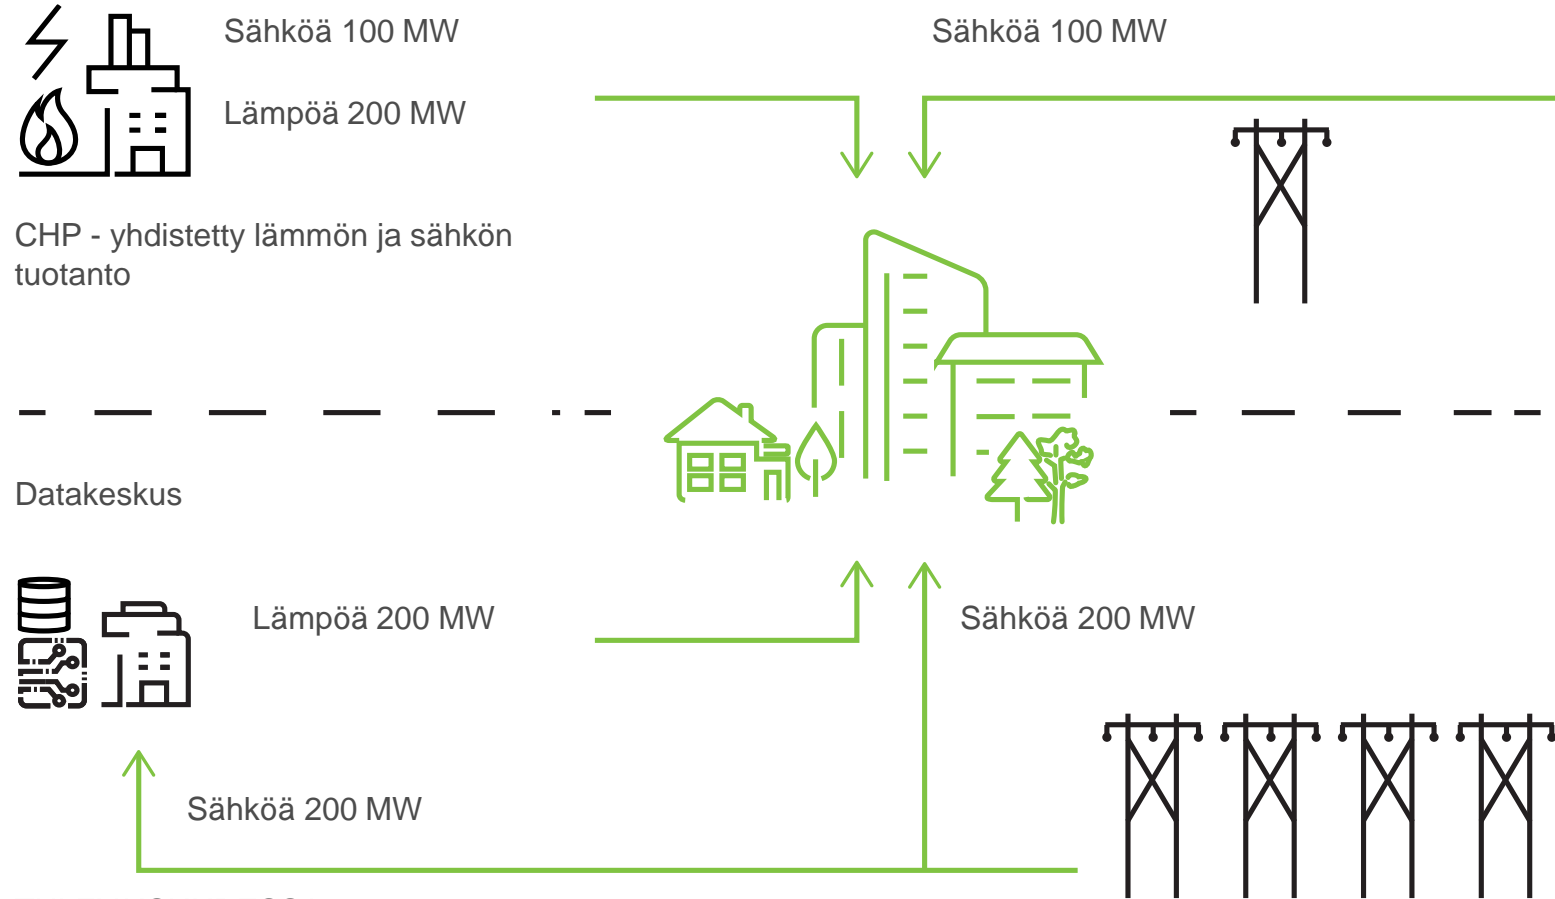 Sähköä 100 MW
Lämpöä 200 MW
Sähköä 100 MW
CHP - yhdistetty lämmön ja sähkön
tuotanto
Datakeskus
Lämpöä 200 MW
Sähköä 200 MW
Sähköä 200 MW